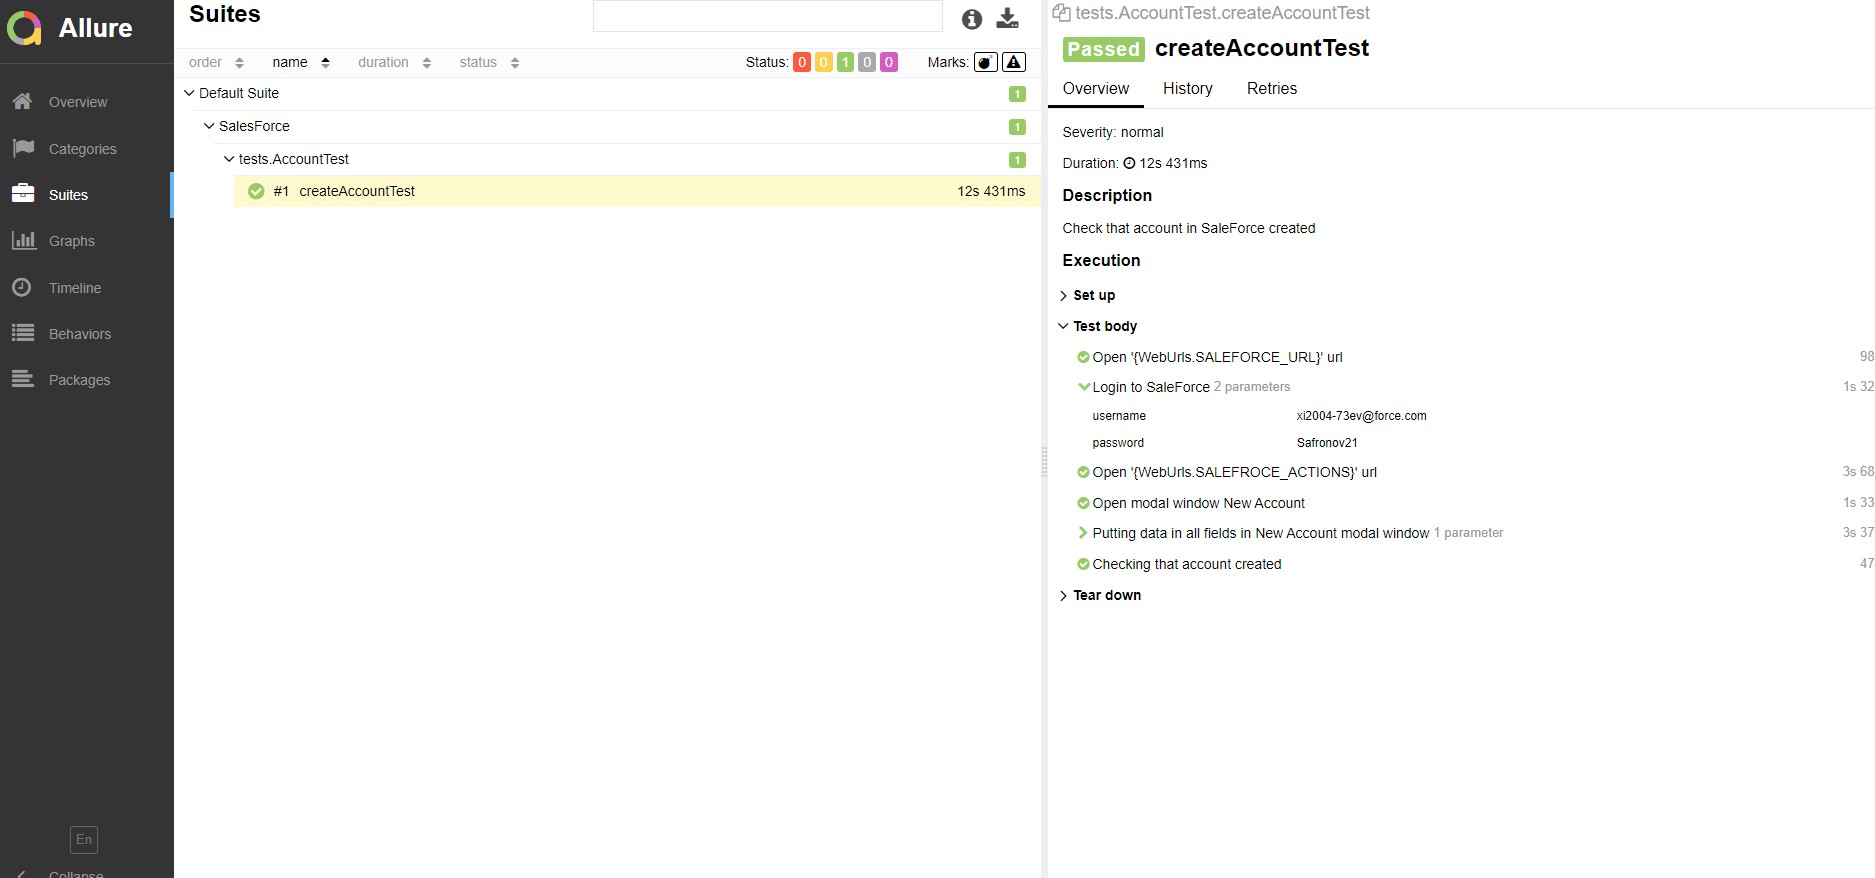 Allure
Overview
Categories
Suites
Graphs
Timeline
Behaviors
Packages
En
Collapse
Suites
order name duration status Status: 0 0 1 0 0 Marks:
Default Suite 1
SalesForce 1
tests.AccountTest 1
#1 createAccountTest 12s 431ms
tests.AccountTest.createAccountTest
Passed createAccountTest
Overview History Retries
Severity: normal
Duration: 12s 431ms
Description
Check that account in SaleForce created
Execution
Set up
Test body
Open '{WebUrls.SALEFORCE_URL}' url 98
Login to SaleForce 2 parameters 1s 32
username xi2004-73ev@force.com
password Safronov21
Open '{WebUrls.SALEFROCE_ACTIONS}' url 3s 68
Open modal window New Account 1s 33
Putting data in all fields in New Account modal window 1 parameter 3s 37
Checking that account created 47
Tear down